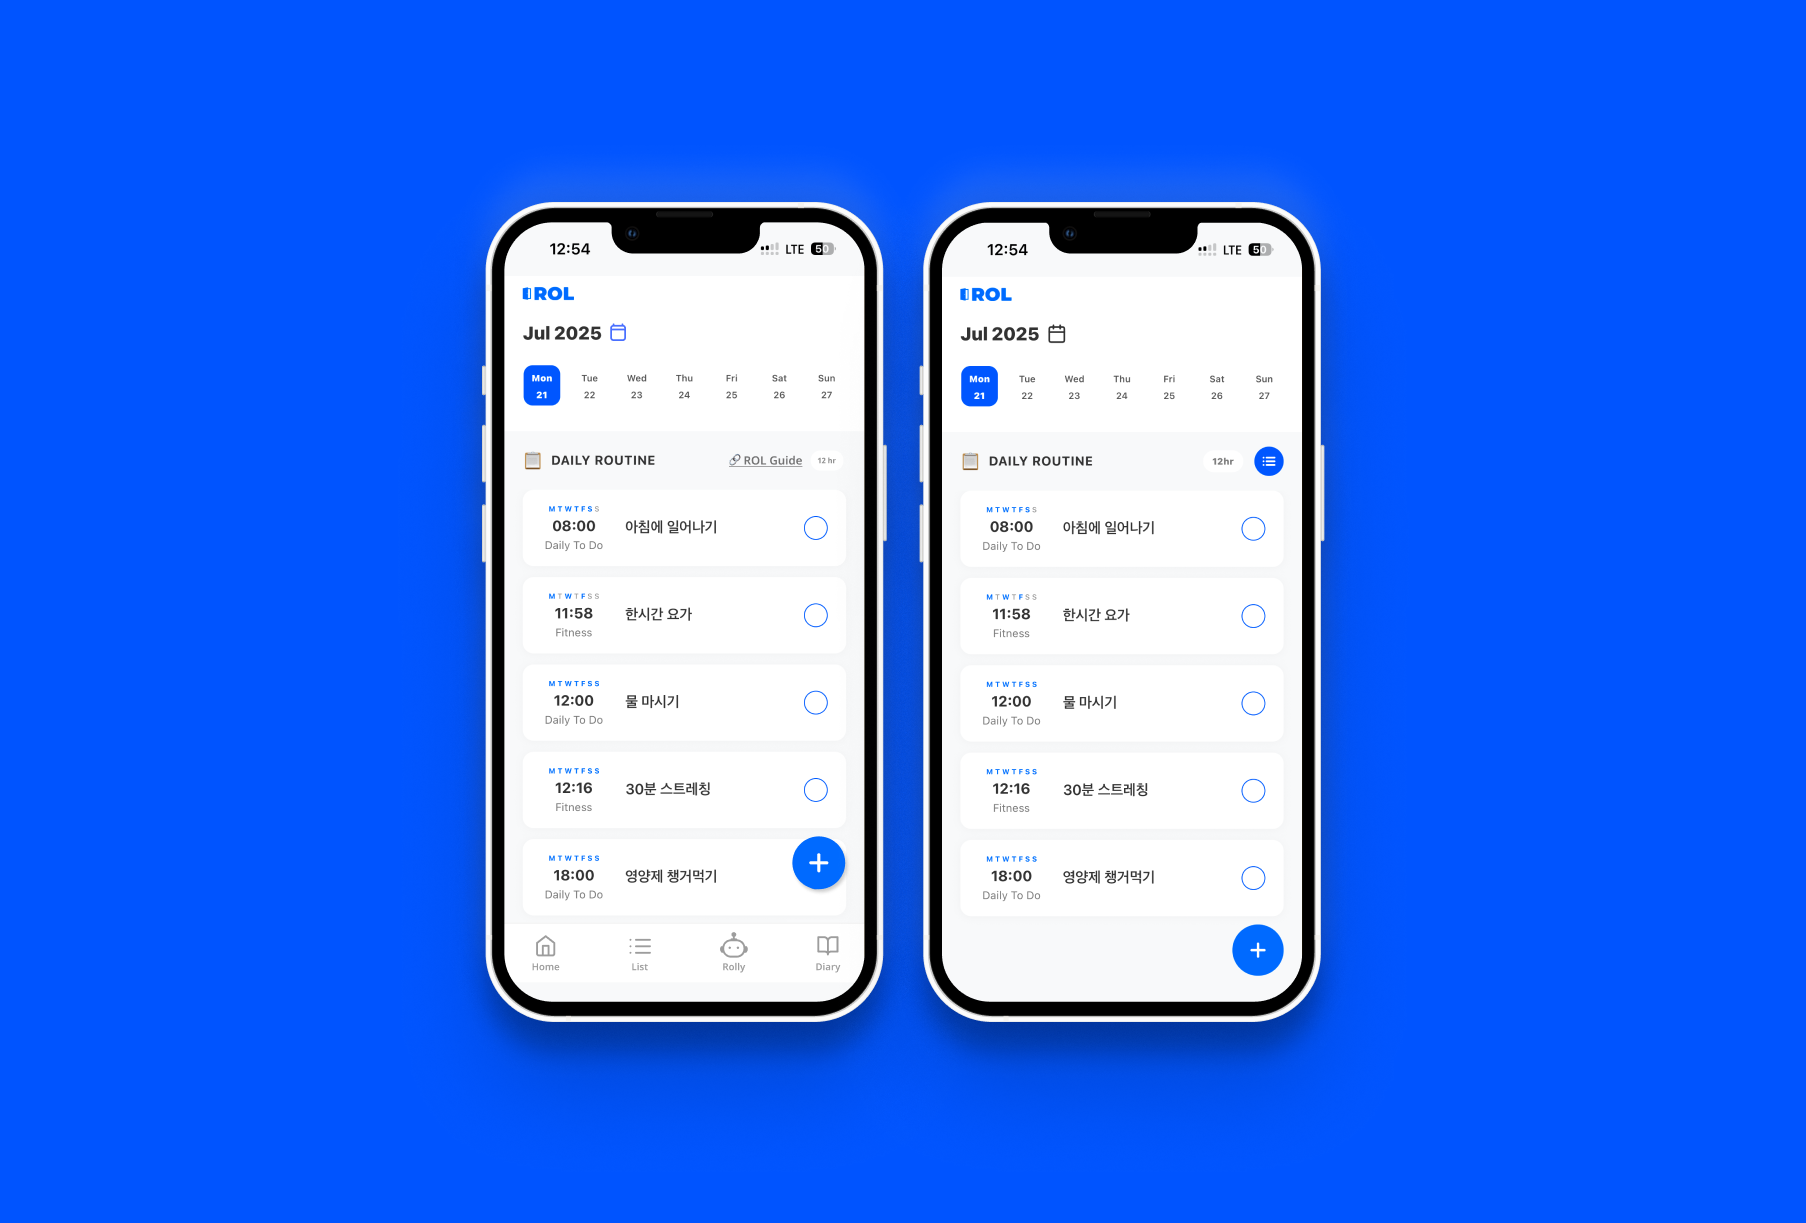 12:54 LTE 50
ROL
Jul 2025
Mon Tue Wed Thu Fri Sat Sun
21 22 23 24 25 26 27
DAILY ROUTINE ROL Guide 12 hr
MTWTFSS
08:00 아침에 일어나기
Daily To Do
MTWTFSS
11:58 한시간 요가
Fitness
MTWTFSS
12:00 물 마시기
Daily To Do
MTWTFSS
12:16 30분 스트레칭
Fitness
MTWTFSS
18:00 영양제 챙거먹기
Daily To Do
Home List Rolly Diary
12:54 LTE 50
ROL
Jul 2025
Mon Tue Wed Thu Fri Sat Sun
21 22 23 24 25 26 27
DAILY ROUTINE 12hr
MTWTFSS
08:00 아침에 일어나기
Daily To Do
MTWTFSS
11:58 한시간 요가
Fitness
MTWTFSS
12:00 물 마시기
Daily To Do
MTWTFSS
12:16 30분 스트레칭
Fitness
MTWTFSS
18:00 영양제 챙거먹기
Daily To Do